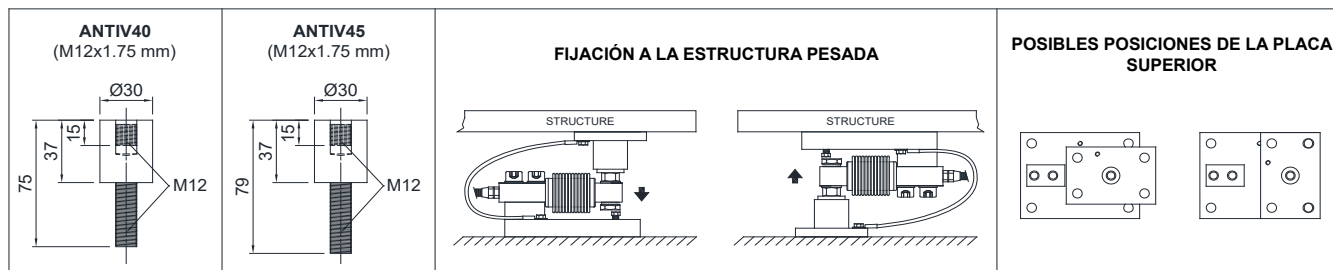 ANTIV40
(M12x1.75 mm)
Ø30
15
37
75
M12
ANTIV45
(M12x1.75 mm)
Ø30
15
37
79
M12
FIJACIÓN A LA ESTRUCTURA PESADA
STRUCTURE
STRUCTURE
POSIBLES POSICIONES DE LA PLACA
SUPERIOR